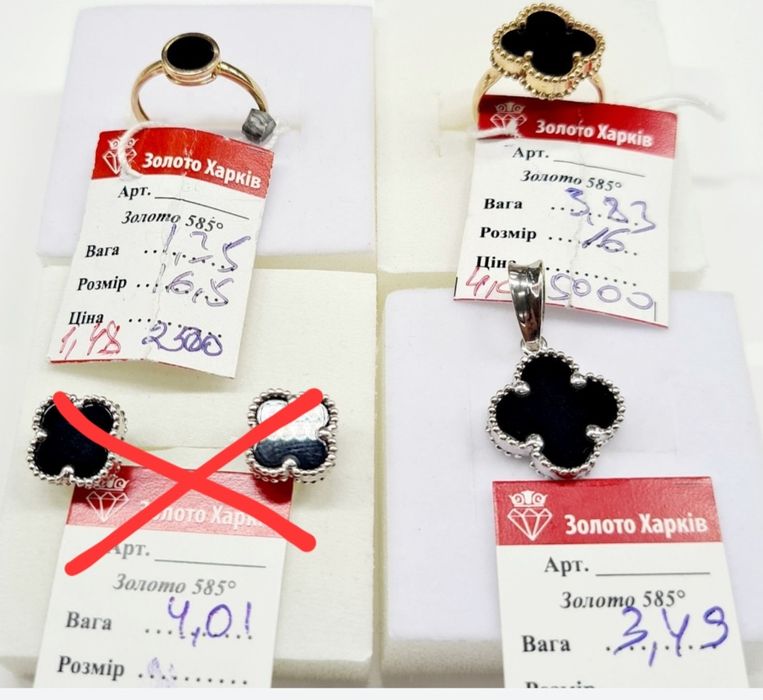 Золото Харків
Арт.
Золото 585°
Вага 1,25
Розмір 16,5
Ціна
1,48 2500
Золото Харків
Арт.
Золото 585°
Вага 3,83
Розмір 16
Ціна
5000
Золото Харків
Арт.
Золото 585°
Вага 4,01
Розмір
Золото Харків
Арт.
Золото 585°
Вага 3,49